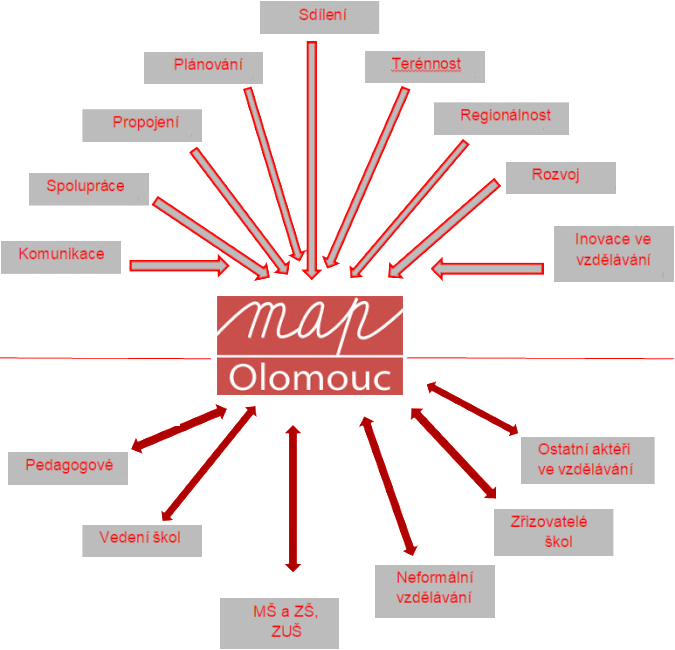 Sdílení
Plánování
Terénnost
Propojení
Regionálnost
Spolupráce
Rozvoj
Komunikace
Inovace ve
vzdělávání
map
Olomouc
Pedagogové
Ostatní aktéři
ve vzdělávání
Vedení škol
Zřizovatelé
škol
Neformální
vzdělávání
MŠ a ZŠ,
ZUŠ